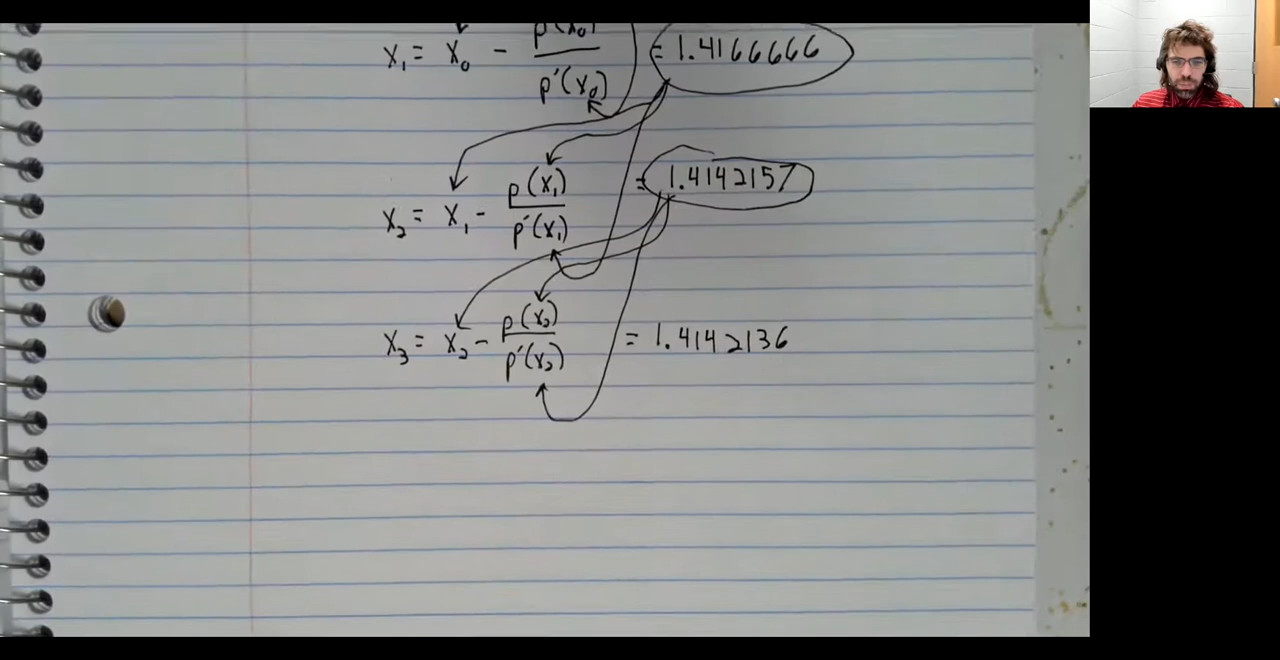 x₁ = x₀ - p(x₀)/p'(x₀) = 1.4166666
x₂ = x₁ - p(x₁)/p'(x₁) = 1.4142157
x₃ = x₂ - p(x₂)/p'(x₂) = 1.4142136